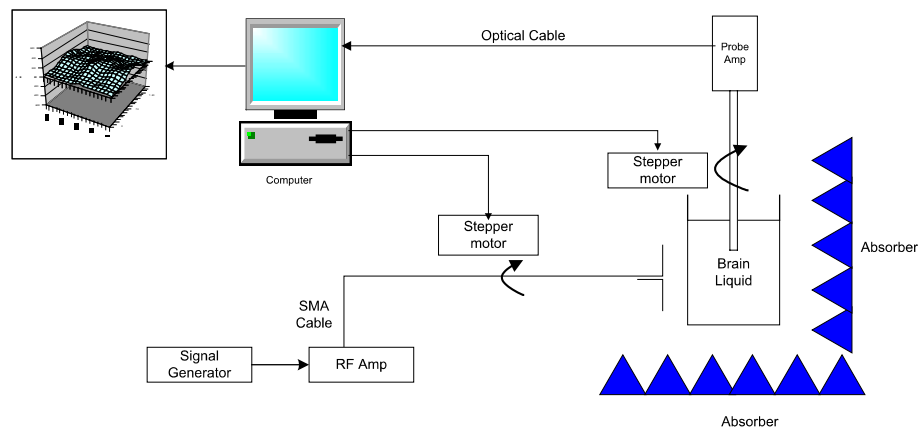 Optical Cable
Probe
Amp
Computer
Stepper
motor
Stepper
motor
Absorber
Brain
Liquid
SMA
Cable
Signal
Generator
RF Amp
Absorber